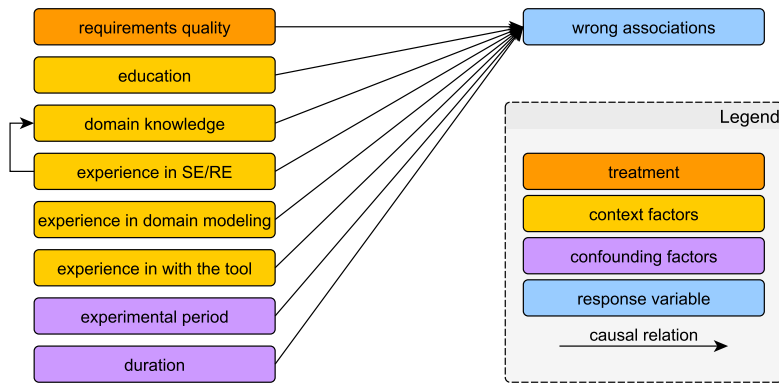 requirements quality
wrong associations
education
domain knowledge
experience in SE/RE
experience in domain modeling
experience in with the tool
experimental period
duration
Legend
treatment
context factors
confounding factors
response variable
causal relation